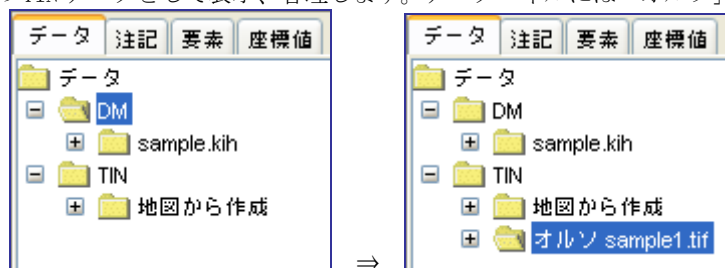 データ 注記 要素 座標値
データ
DM
sample.kih
TIN
地図から作成
⇒
データ 注記 要素 座標値
データ
DM
sample.kih
TIN
地図から作成
オルソ sample1.tif